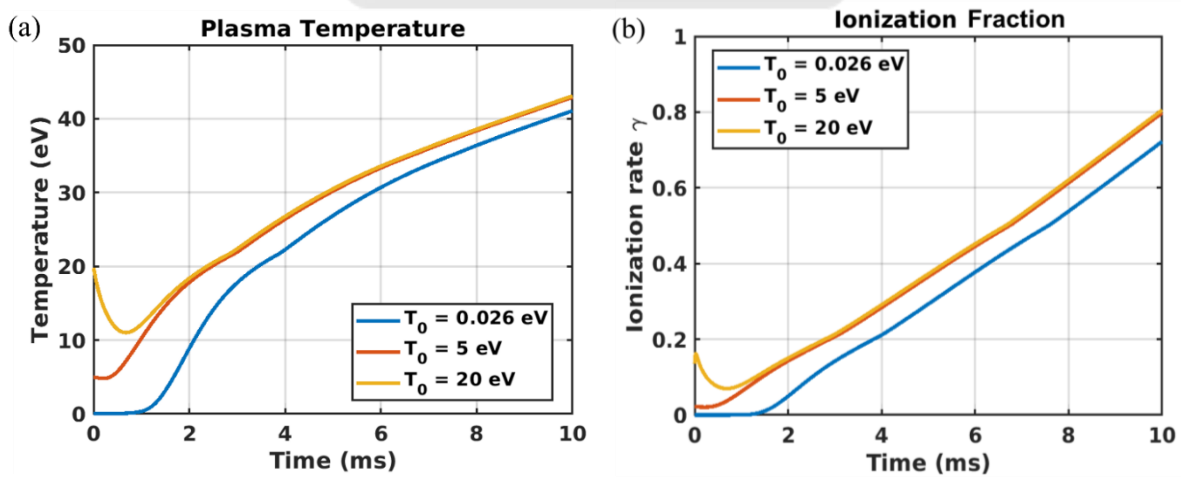 (a)
Plasma Temperature
50
40
30
20
10
0
Temperature (eV)
T0 = 0.026 eV
T0 = 5 eV
T0 = 20 eV
0 2 4 6 8 10
Time (ms)
(b)
Ionization Fraction
1
0.8
0.6
0.4
0.2
0
Ionization rate γ
T0 = 0.026 eV
T0 = 5 eV
T0 = 20 eV
0 2 4 6 8 10
Time (ms)